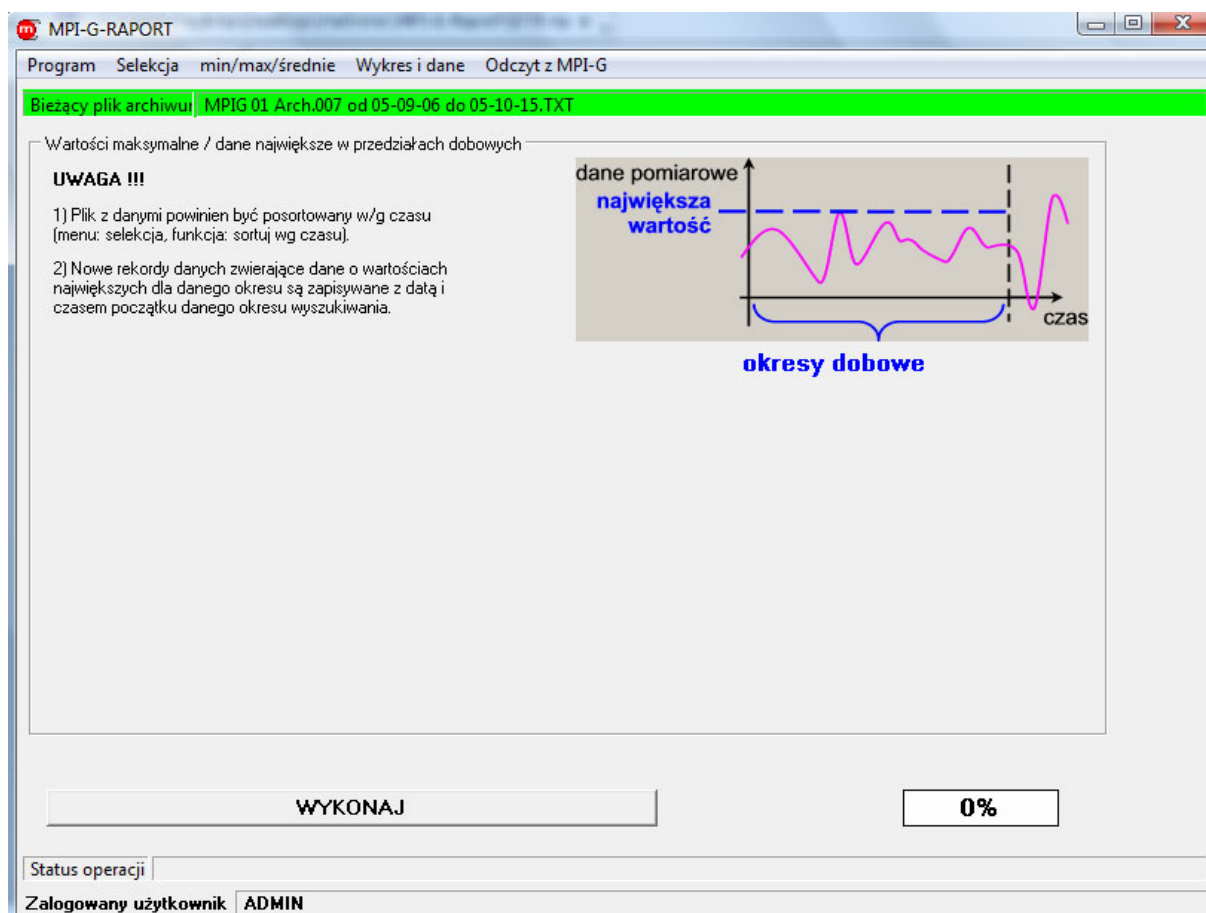 MPI-G-RAPORT
Program Selekcja min/max/średnie Wykres i dane Odczyt z MPI-G
Bieżący plik archiwur MPIG 01 Arch.007 od 05-09-06 do 05-10-15.TXT
Wartości maksymalne / dane największe w przedziałach dobowych
UWAGA !!!
1) Plik z danymi powinien być posortowany w/g czasu
(menu: selekcja, funkcja: sortuj wg czasu).
2) Nowe rekordy danych zwierające dane o wartościach
największych dla danego okresu są zapisywane z datą i
czasem początku danego okresu wyszukiwania.
dane pomiarowe
największa
wartość
czas
okresy dobowe
WYKONAJ
0%
Status operacji
Zalogowany użytkownik ADMIN